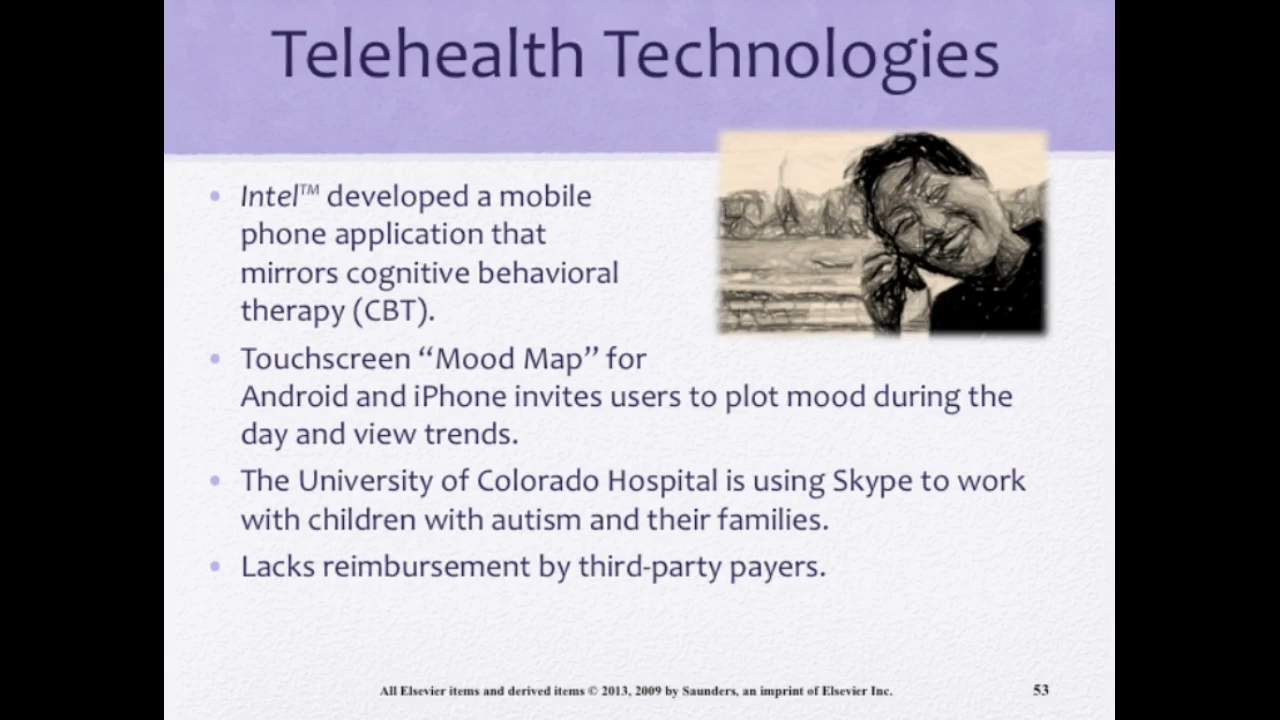 Telehealth Technologies
• Intel™ developed a mobile
phone application that
mirrors cognitive behavioral
therapy (CBT).
• Touchscreen “Mood Map” for
Android and iPhone invites users to plot mood during the
day and view trends.
• The University of Colorado Hospital is using Skype to work
with children with autism and their families.
• Lacks reimbursement by third-party payers.
All Elsevier items and derived items © 2013, 2009 by Saunders, an imprint of Elsevier Inc.
53